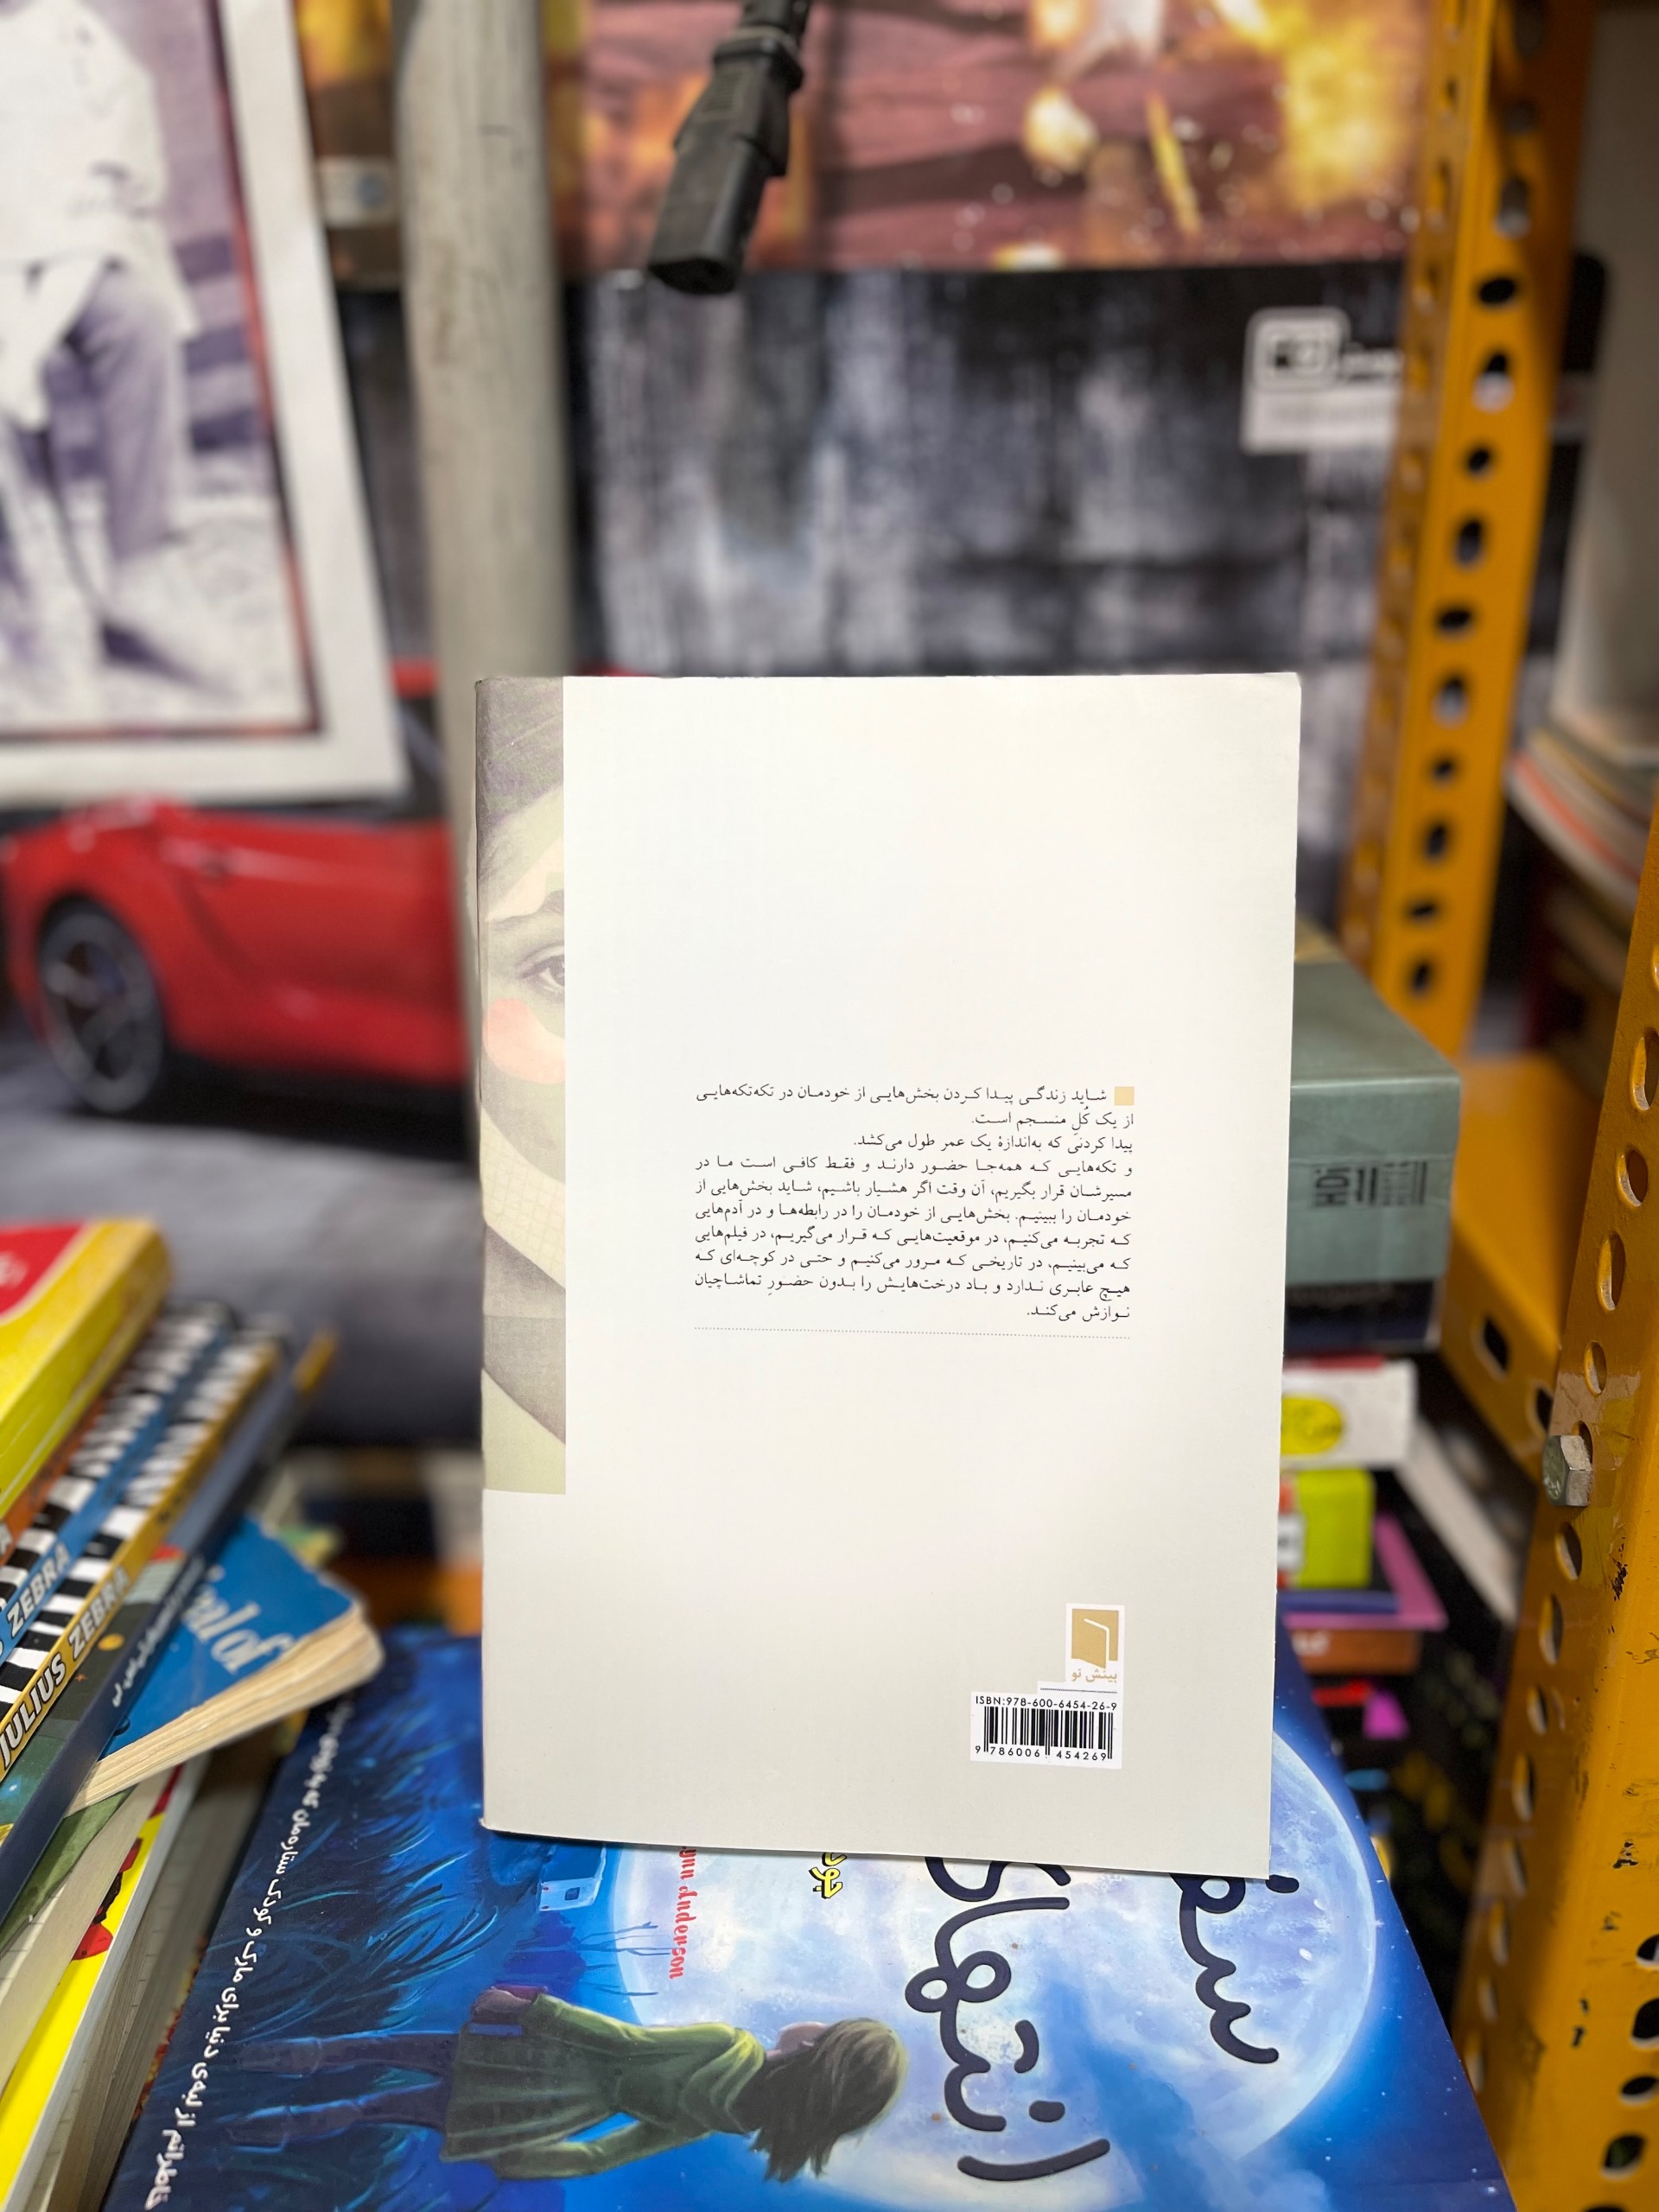 شاید زندگی پیدا کردن بخش‌هایی از خودمان در تکه‌تکه‌هایی
از یک کُلِ منسجم است.
پیدا کردنی که به‌اندازهٔ یک عمر طول می‌کشد.
و تکه‌هایی که همه‌جا حضور دارند و فقط کافی است ما در
مسیرشان قرار بگیریم، آن وقت اگر هشیار باشیم، شاید بخش‌هایی از
خودمان را ببینیم. بخش‌هایی از خودمان را در رابطه‌ها و در آدم‌هایی
که تجربه می‌کنیم، در موقعیت‌هایی که قرار می‌گیریم، در فیلم‌هایی
که می‌بینیم، در تاریخی که مرور می‌کنیم و حتی در کوچه‌ای که
هیچ عابری ندارد و باد درخت‌هایش را بدون حضورِ تماشاچیان
نوازش می‌کند.
بینش نو
ISBN:978-600-6454-26-9
9 786006 454269
ZEBRA
JULIUS ZEBRA
انتهای